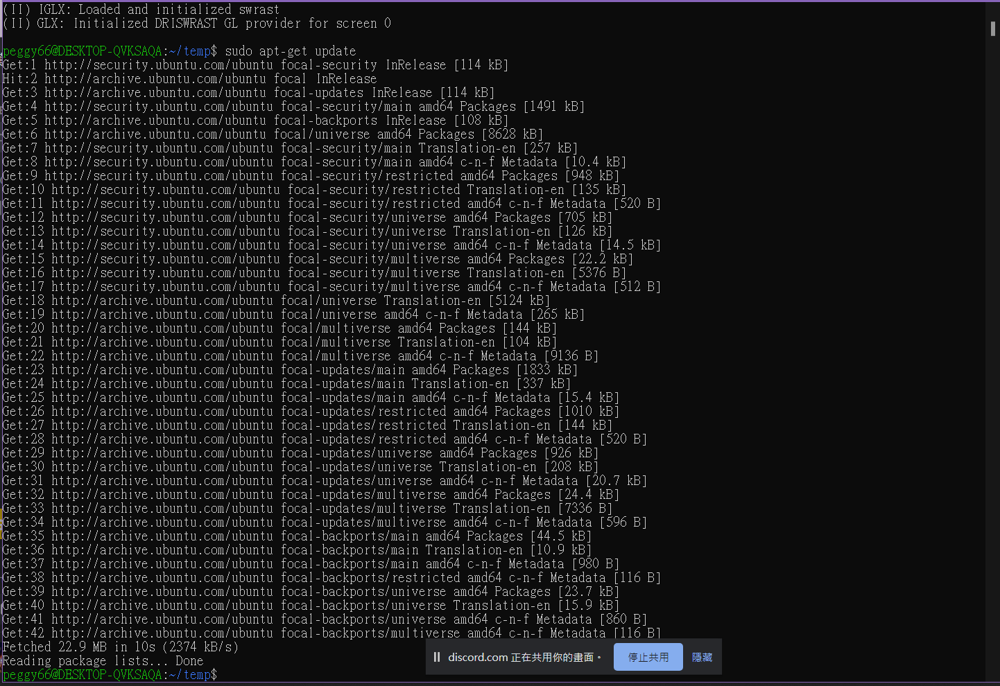 (II) IGLX: Loaded and initialized swrast
(II) GLX: Initialized DRISWRAST GL provider for screen 0
peggy66@DESKTOP-QVKSAQA:~/temp$ sudo apt-get update
Get:1 http://security.ubuntu.com/ubuntu focal-security InRelease [114 kB]
Hit:2 http://archive.ubuntu.com/ubuntu focal InRelease
Get:3 http://archive.ubuntu.com/ubuntu focal-updates InRelease [114 kB]
Get:4 http://security.ubuntu.com/ubuntu focal-security/main amd64 Packages [1491 kB]
Get:5 http://archive.ubuntu.com/ubuntu focal-backports InRelease [108 kB]
Get:6 http://archive.ubuntu.com/ubuntu focal/universe amd64 Packages [8628 kB]
Get:7 http://security.ubuntu.com/ubuntu focal-security/main Translation-en [257 kB]
Get:8 http://security.ubuntu.com/ubuntu focal-security/main amd64 c-n-f Metadata [10.4 kB]
Get:9 http://security.ubuntu.com/ubuntu focal-security/restricted amd64 Packages [948 kB]
Get:10 http://security.ubuntu.com/ubuntu focal-security/restricted Translation-en [135 kB]
Get:11 http://security.ubuntu.com/ubuntu focal-security/restricted amd64 c-n-f Metadata [520 B]
Get:12 http://security.ubuntu.com/ubuntu focal-security/universe amd64 Packages [705 kB]
Get:13 http://security.ubuntu.com/ubuntu focal-security/universe Translation-en [126 kB]
Get:14 http://security.ubuntu.com/ubuntu focal-security/universe amd64 c-n-f Metadata [14.5 kB]
Get:15 http://security.ubuntu.com/ubuntu focal-security/multiverse amd64 Packages [22.2 kB]
Get:16 http://security.ubuntu.com/ubuntu focal-security/multiverse Translation-en [5376 B]
Get:17 http://security.ubuntu.com/ubuntu focal-security/multiverse amd64 c-n-f Metadata [512 B]
Get:18 http://archive.ubuntu.com/ubuntu focal/universe Translation-en [5124 kB]
Get:19 http://archive.ubuntu.com/ubuntu focal/universe amd64 c-n-f Metadata [265 kB]
Get:20 http://archive.ubuntu.com/ubuntu focal/multiverse amd64 Packages [144 kB]
Get:21 http://archive.ubuntu.com/ubuntu focal/multiverse Translation-en [104 kB]
Get:22 http://archive.ubuntu.com/ubuntu focal/multiverse amd64 c-n-f Metadata [9136 B]
Get:23 http://archive.ubuntu.com/ubuntu focal-updates/main amd64 Packages [1833 kB]
Get:24 http://archive.ubuntu.com/ubuntu focal-updates/main Translation-en [337 kB]
Get:25 http://archive.ubuntu.com/ubuntu focal-updates/main amd64 c-n-f Metadata [15.4 kB]
Get:26 http://archive.ubuntu.com/ubuntu focal-updates/restricted amd64 Packages [1010 kB]
Get:27 http://archive.ubuntu.com/ubuntu focal-updates/restricted Translation-en [144 kB]
Get:28 http://archive.ubuntu.com/ubuntu focal-updates/restricted amd64 c-n-f Metadata [520 B]
Get:29 http://archive.ubuntu.com/ubuntu focal-updates/universe amd64 Packages [926 kB]
Get:30 http://archive.ubuntu.com/ubuntu focal-updates/universe Translation-en [208 kB]
Get:31 http://archive.ubuntu.com/ubuntu focal-updates/universe amd64 c-n-f Metadata [20.7 kB]
Get:32 http://archive.ubuntu.com/ubuntu focal-updates/multiverse amd64 Packages [24.4 kB]
Get:33 http://archive.ubuntu.com/ubuntu focal-updates/multiverse Translation-en [7336 B]
Get:34 http://archive.ubuntu.com/ubuntu focal-updates/multiverse amd64 c-n-f Metadata [596 B]
Get:35 http://archive.ubuntu.com/ubuntu focal-backports/main amd64 Packages [44.5 kB]
Get:36 http://archive.ubuntu.com/ubuntu focal-backports/main Translation-en [10.9 kB]
Get:37 http://archive.ubuntu.com/ubuntu focal-backports/main amd64 c-n-f Metadata [980 B]
Get:38 http://archive.ubuntu.com/ubuntu focal-backports/restricted amd64 c-n-f Metadata [116 B]
Get:39 http://archive.ubuntu.com/ubuntu focal-backports/universe amd64 Packages [23.7 kB]
Get:40 http://archive.ubuntu.com/ubuntu focal-backports/universe Translation-en [15.9 kB]
Get:41 http://archive.ubuntu.com/ubuntu focal-backports/universe amd64 c-n-f Metadata [860 B]
Get:42 http://archive.ubuntu.com/ubuntu focal-backports/multiverse amd64 c-n-f Metadata [116 B]
Fetched 22.9 MB in 10s (2374 kB/s)
Reading package lists... Done
peggy66@DESKTOP-QVKSAQA:~/temp$
discord.com 正在共用你的畫面。 停止共用 隱藏